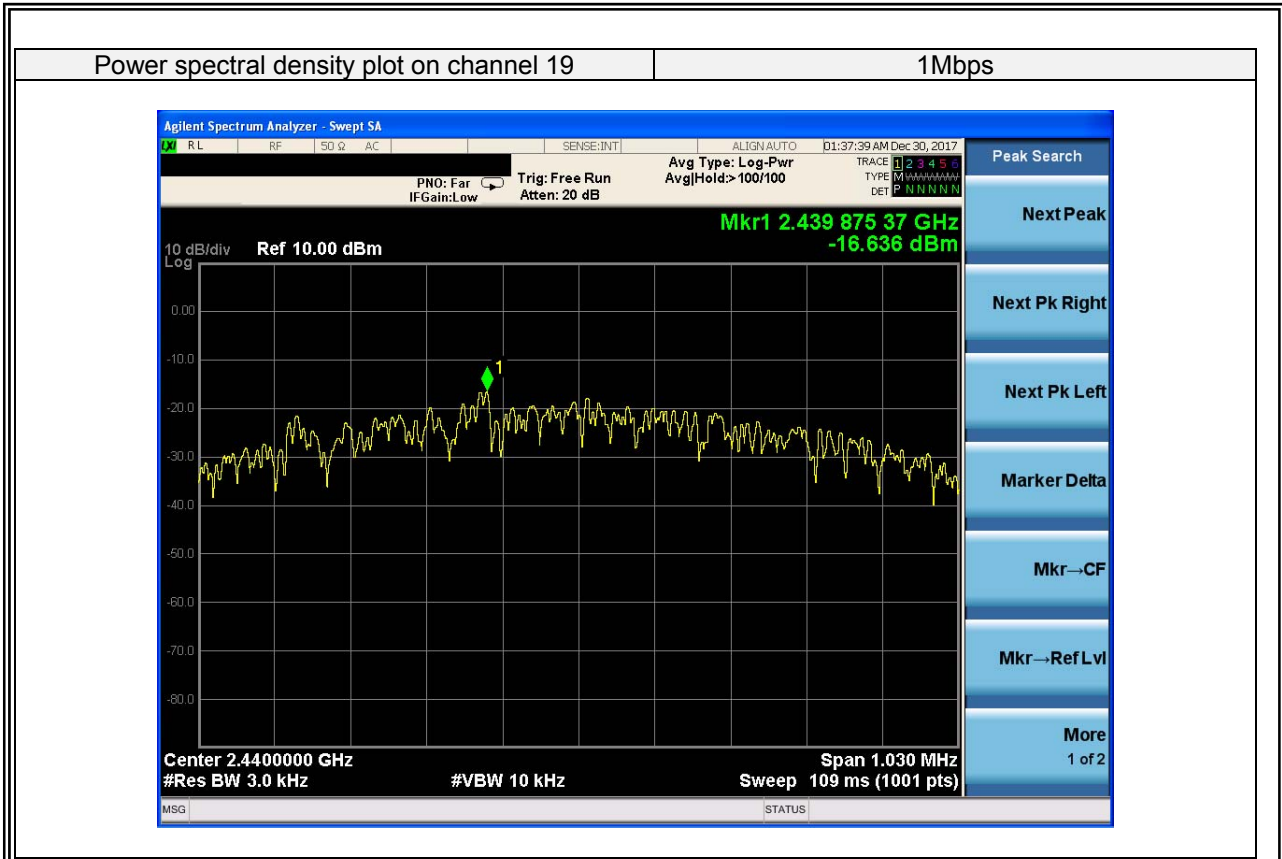 Power spectral density plot on channel 19 1Mbps
Agilent Spectrum Analyzer - Swept SA
LXI RL RF 50 Ω AC SENSE:INT ALIGN AUTO 01:37:39 AM Dec 30, 2017
Avg Type: Log-Pwr TRACE 1 2 3 4 5 6
PNO: Far Trig: Free Run Avg|Hold:>100/100 TYPE M
IFGain:Low Atten: 20 dB DET P N N N N N
Peak Search
Mkr1 2.439 875 37 GHz
-16.636 dBm
10 dB/div Ref 10.00 dBm
Log
0.00
-10.0
-20.0
-30.0
-40.0
-50.0
-60.0
-70.0
-80.0
1
Center 2.4400000 GHz Span 1.030 MHz
#Res BW 3.0 kHz #VBW 10 kHz Sweep 109 ms (1001 pts)
MSG STATUS
Next Peak
Next Pk Right
Next Pk Left
Marker Delta
Mkr→CF
Mkr→Ref Lvl
More
1 of 2